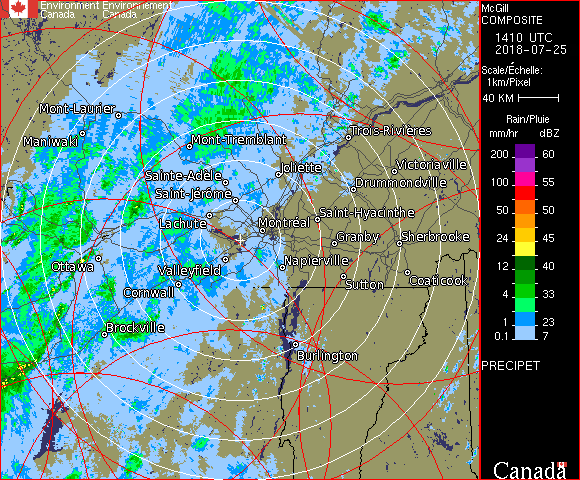 Environment Environnement
Canada Canada
McGill
COMPOSITE
1410 UTC
2018-07-25
Scale/Échelle:
1km/Pixel
40 KM
Rain/Pluie
mm/hr dBZ
200 60
100 55
50 50
24 45
12 40
4 33
1 23
0.1 7
PRECIPET
Canada
Mont-Laurier
Maniwaki
Mont-Tremblant
Trois-Rivières
Joliette
Victoriaville
Sainte-Adèle
Drummondville
Saint-Jérôme
Saint-Hyacinthe
Lachute
Montréal
Granby
Sherbrooke
Ottawa
Valleyfield
Napierville
Cornwall
Sutton
Coaticook
Brockville
Burlington